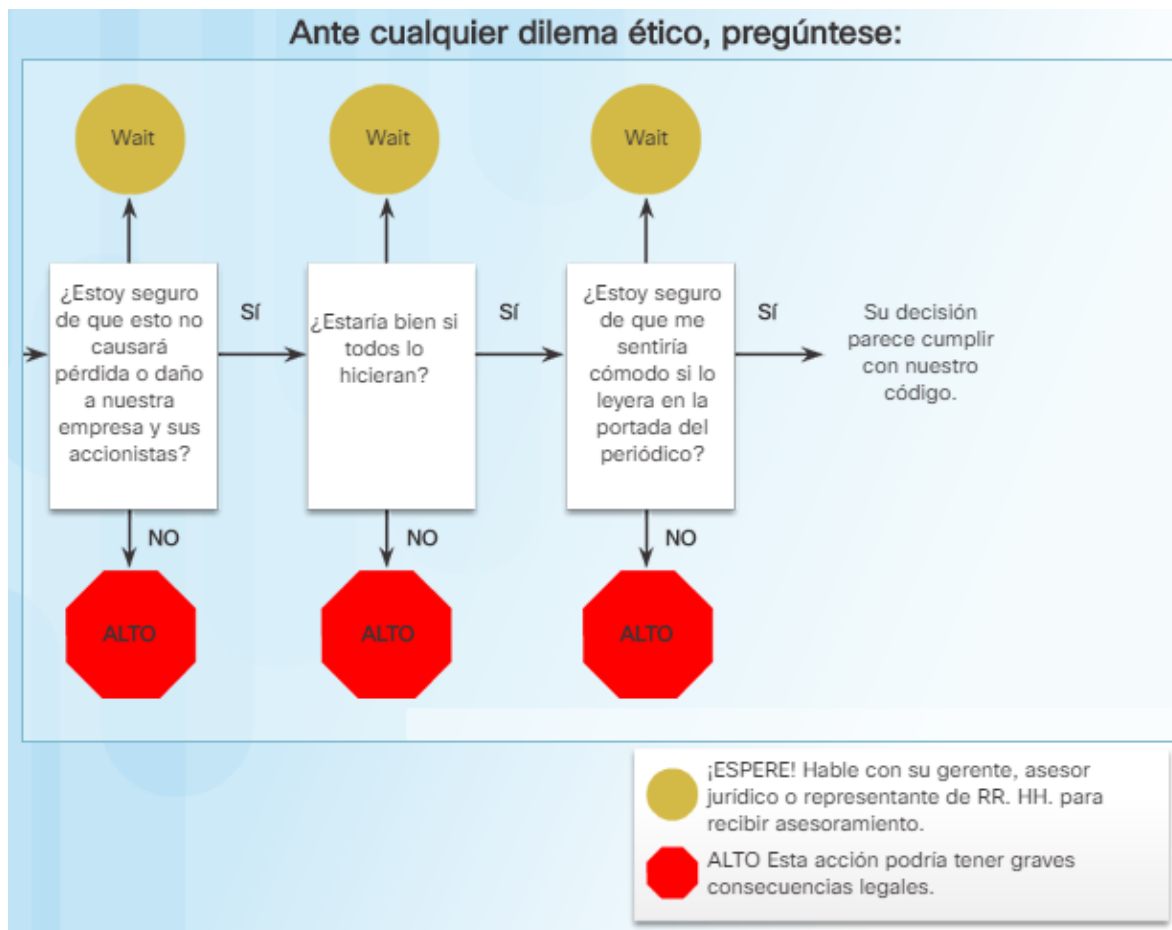 Ante cualquier dilema ético, pregúntese:
Wait
Wait
Wait
¿Estoy seguro
de que esto no
causará
pérdida o daño
a nuestra
empresa y sus
accionistas?
Sí
¿Estaría bien si
todos lo
hicieran?
Sí
¿Estoy seguro
de que me
sentiría
cómodo si lo
leyera en la
portada del
periódico?
Sí
Su decisión
parece cumplir
con nuestro
código.
NO
NO
NO
ALTO
ALTO
ALTO
¡ESPERE! Hable con su gerente, asesor
jurídico o representante de RR. HH. para
recibir asesoramiento.
ALTO Esta acción podría tener graves
consecuencias legales.